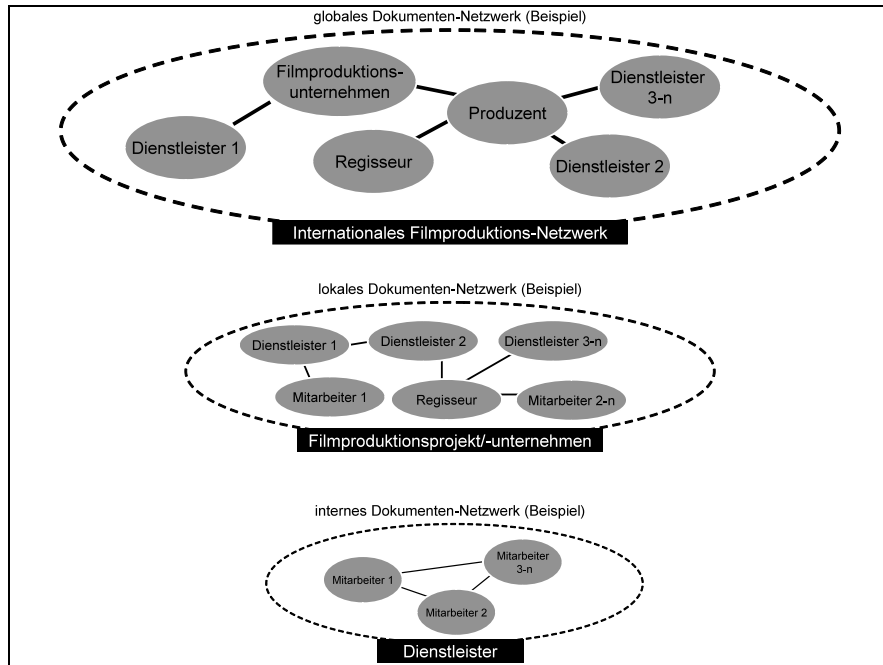 globales Dokumenten-Netzwerk (Beispiel)
Filmproduktions-
unternehmen
Dienstleister
3-n
Produzent
Dienstleister 1
Regisseur
Dienstleister 2
Internationales Filmproduktions-Netzwerk
lokales Dokumenten-Netzwerk (Beispiel)
Dienstleister 1
Dienstleister 2
Dienstleister 3-n
Mitarbeiter 1
Regisseur
Mitarbeiter 2-n
Filmproduktionsprojekt/-unternehmen
internes Dokumenten-Netzwerk (Beispiel)
Mitarbeiter 1
Mitarbeiter
3-n
Mitarbeiter 2
Dienstleister